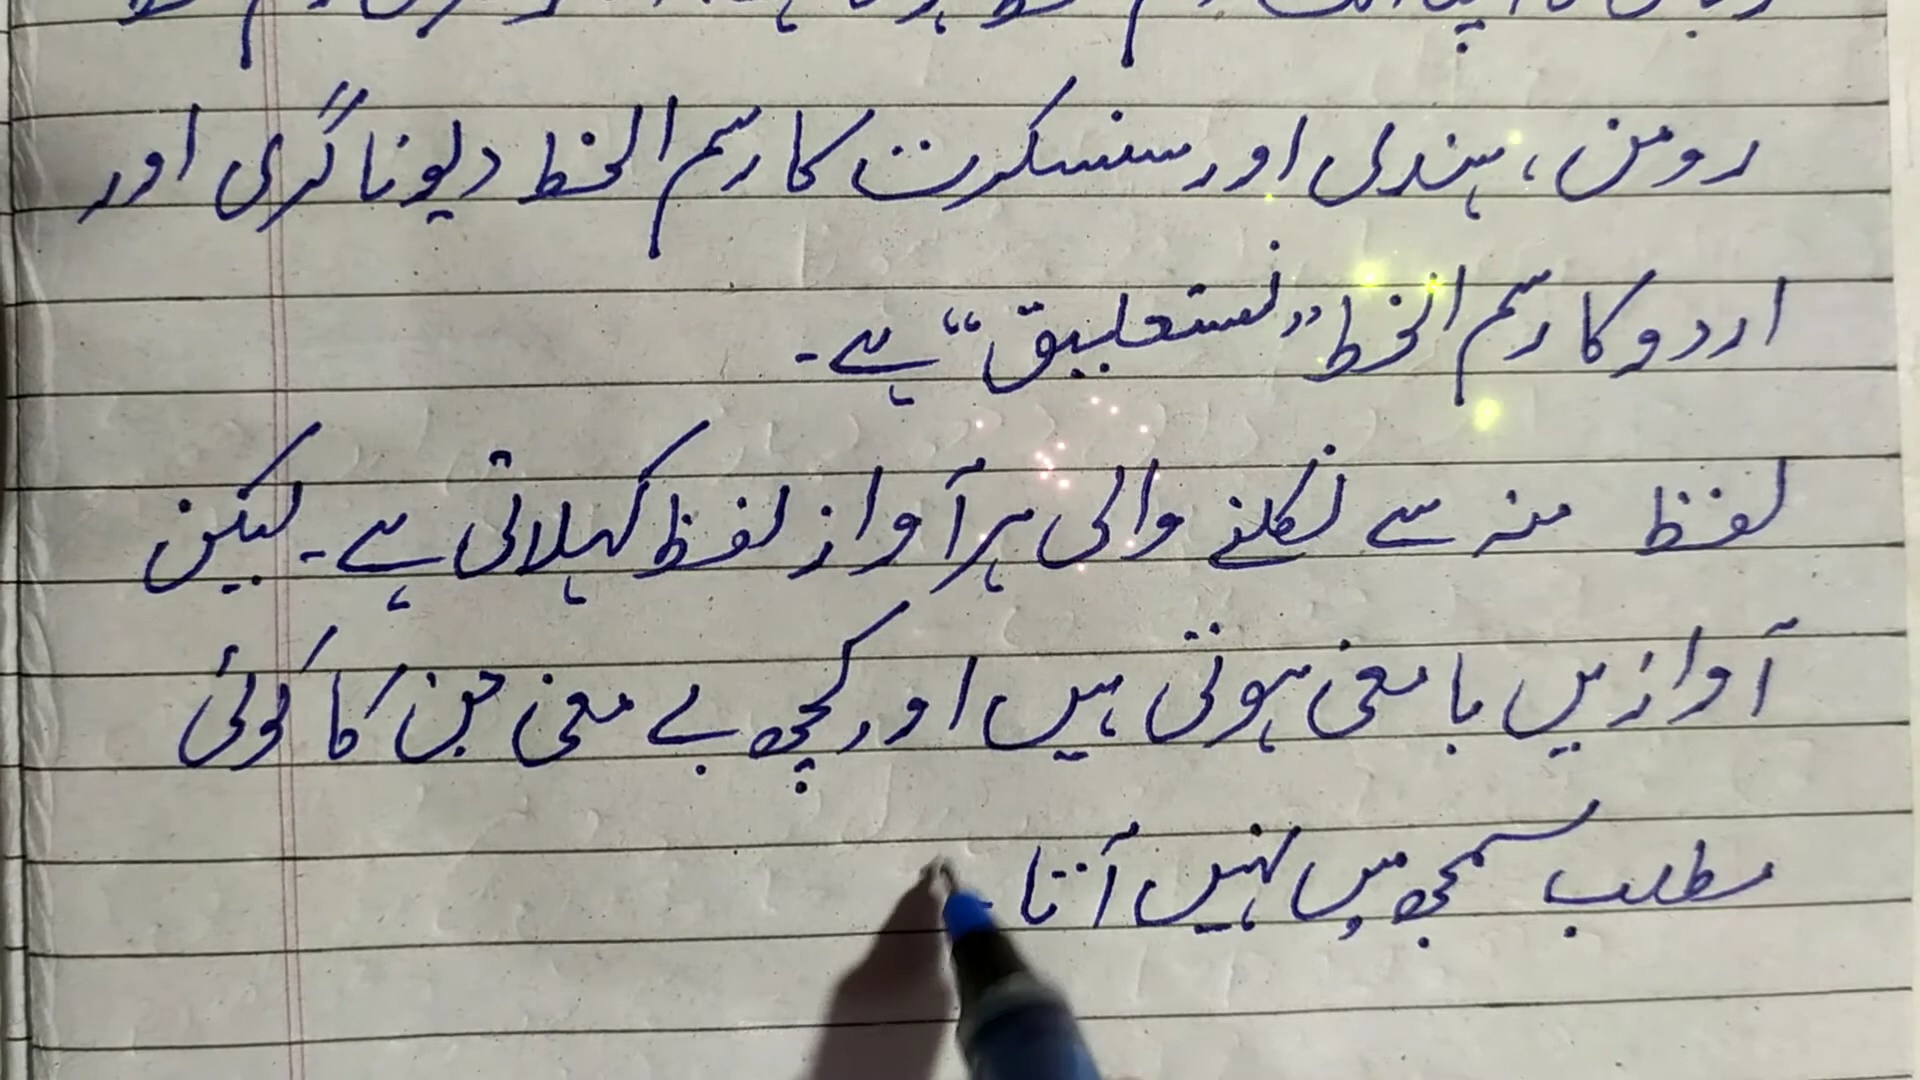 رومن، ہندی اور سنسکرت کا رسم الخط دیوناگری اور
اردو کا رسم الخط ”نستعلیق“ ہے۔
لفظ منہ سے نکلنے والی ہر آواز لفظ کہلاتی ہے۔ لیکن
آوازیں با معنی ہوتی ہیں اور کچھ بے معنی جن کا کوئی
مطلب سمجھ میں نہیں آتا۔